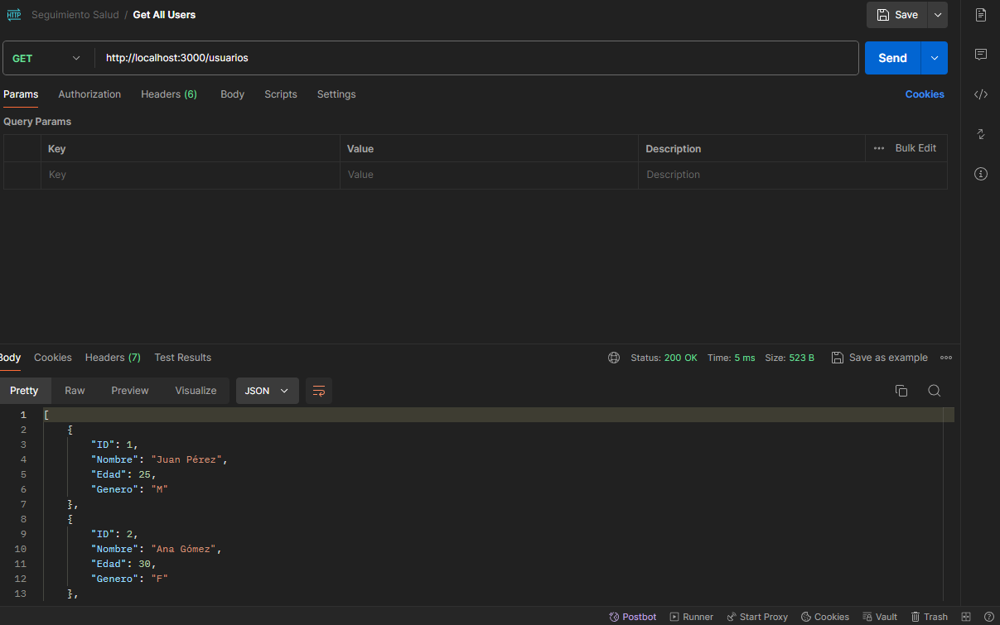 HTTP Seguimiento Salud / Get All Users Save
GET http://localhost:3000/usuarios Send
Params Authorization Headers (6) Body Scripts Settings Cookies
Query Params
Key Value Description ••• Bulk Edit
Key Value Description
Body Cookies Headers (7) Test Results Status: 200 OK Time: 5 ms Size: 523 B Save as example
Pretty Raw Preview Visualize JSON
1 [
2 {
3 "ID": 1,
4 "Nombre": "Juan Pérez",
5 "Edad": 25,
6 "Genero": "M"
7 },
8 {
9 "ID": 2,
10 "Nombre": "Ana Gómez",
11 "Edad": 30,
12 "Genero": "F"
13 },
Postbot Runner Start Proxy Cookies Vault Trash